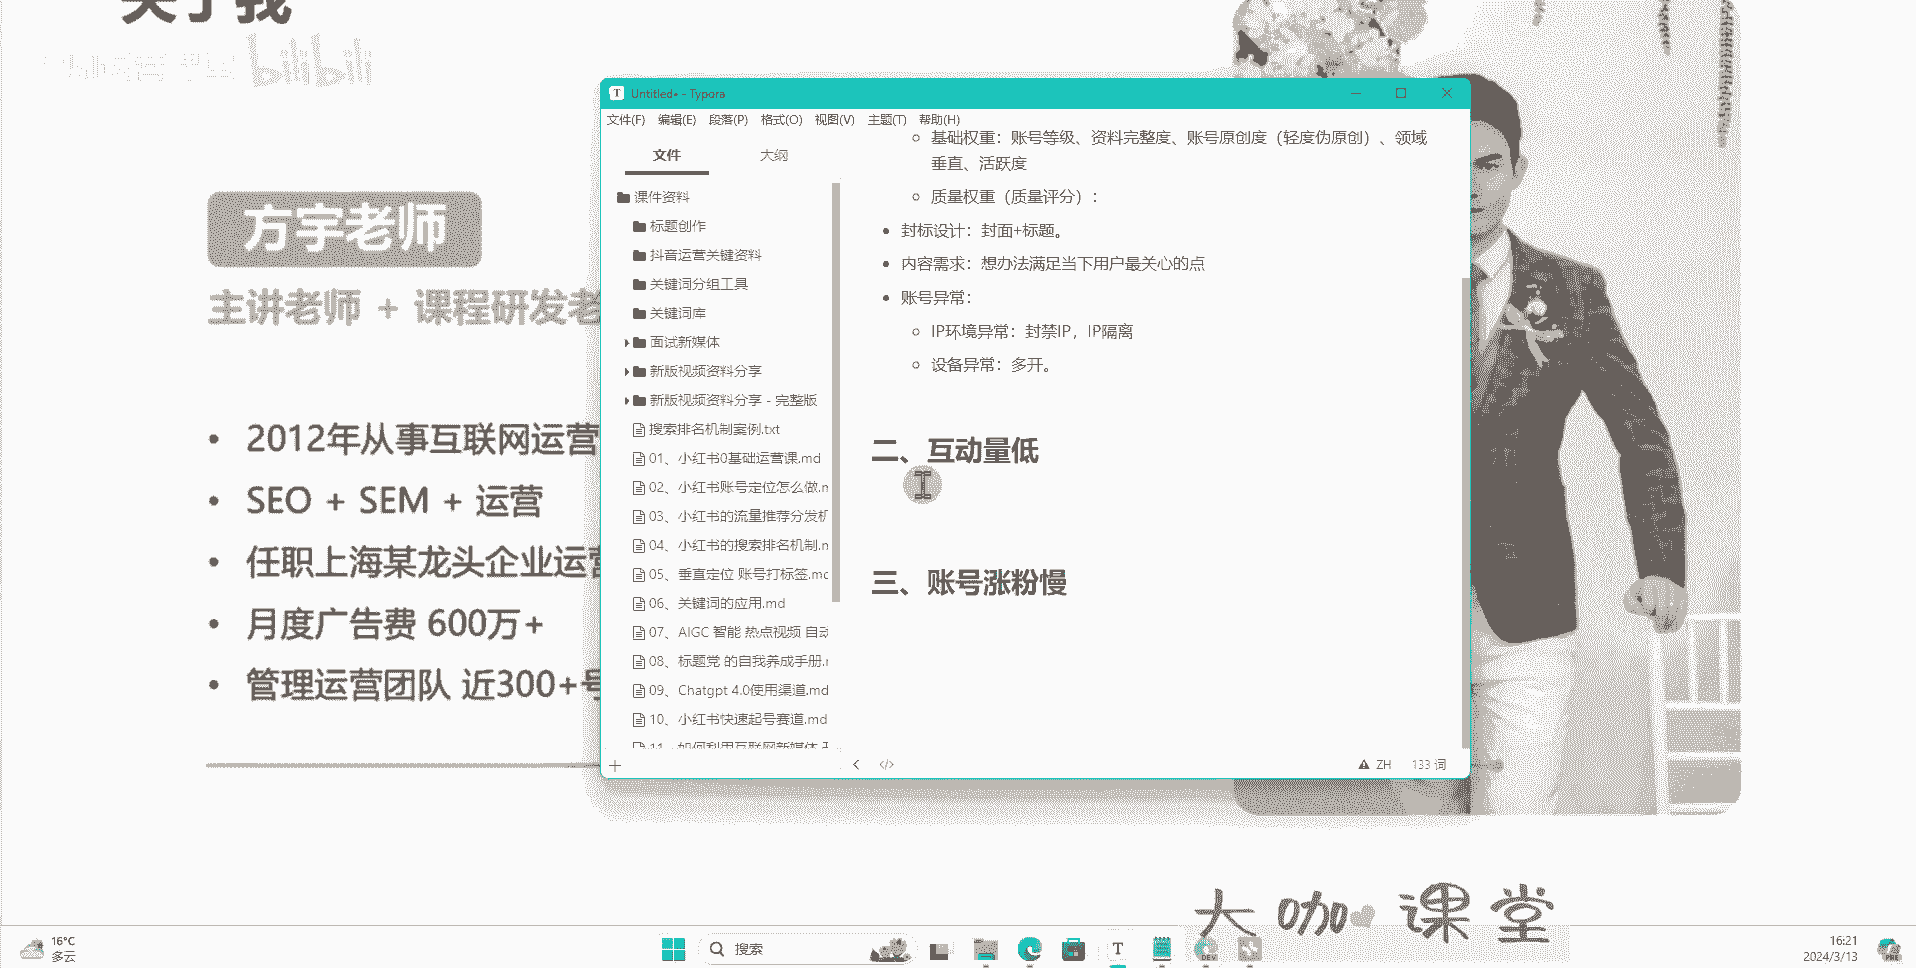 关于我
bilibili
方宇老师
主讲老师 + 课程研发老
2012年从事互联网运营
SEO + SEM + 运营
任职上海某龙头企业运营
月度广告费 600万+
管理运营团队 近300+号
Untitled• - Typora
文件(F) 编辑(E) 段落(P) 格式(O) 视图(V) 主题(T) 帮助(H)
文件 大纲
课件资料
标题创作
抖音运营关键资料
关键词分组工具
关键词库
面试新媒体
新版视频资料分享
新版视频资料分享 - 完整版
搜索排名机制案例.txt
01、小红书0基础运营课.md
02、小红书账号定位怎么做.m
03、小红书的流量推荐分发机
04、小红书的搜索排名机制.m
05、垂直定位 账号打标签.md
06、关键词的应用.md
07、AIGC 智能 热点视频 自动
08、标题党 的自我养成手册.m
09、Chatgpt 4.0使用渠道.md
10、小红书快速起号赛道.md
11、如何利用互联网新媒体
基础权重：账号等级、资料完整度、账号原创度（轻度伪原创）、领域
垂直、活跃度
质量权重（质量评分）：
封标设计：封面+标题。
内容需求：想办法满足当下用户最关心的点
账号异常：
IP环境异常：封禁IP，IP隔离
设备异常：多开。
二、互动量低
三、账号涨粉慢
ZH 133 词
大咖课堂
16°C
多云
搜索
16:21
2024/3/13